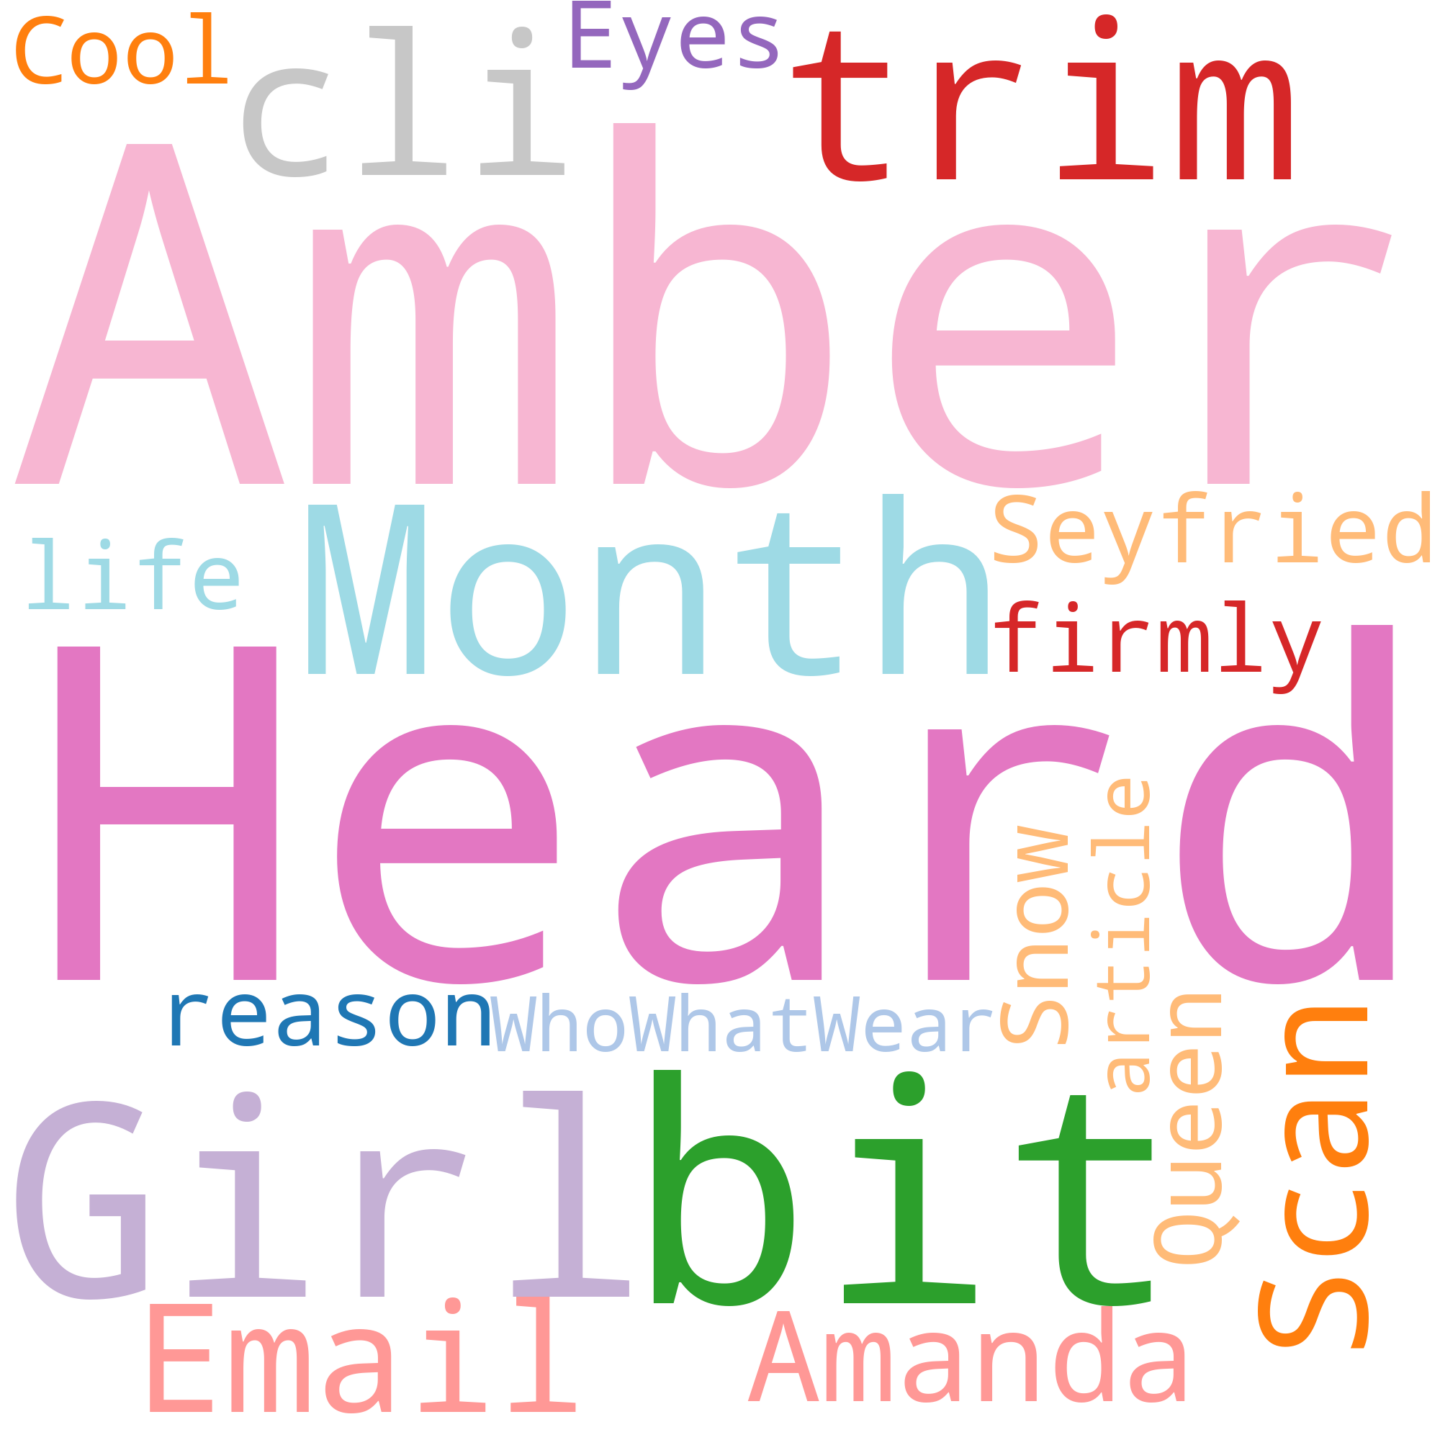 Cool
cli
Eyes
trim
Amber
life
Month
Seyfried
firmly
Heard
Snow
article
reason
WhoWhatWear
Queen
Scan
Girl
bit
Email
Amanda